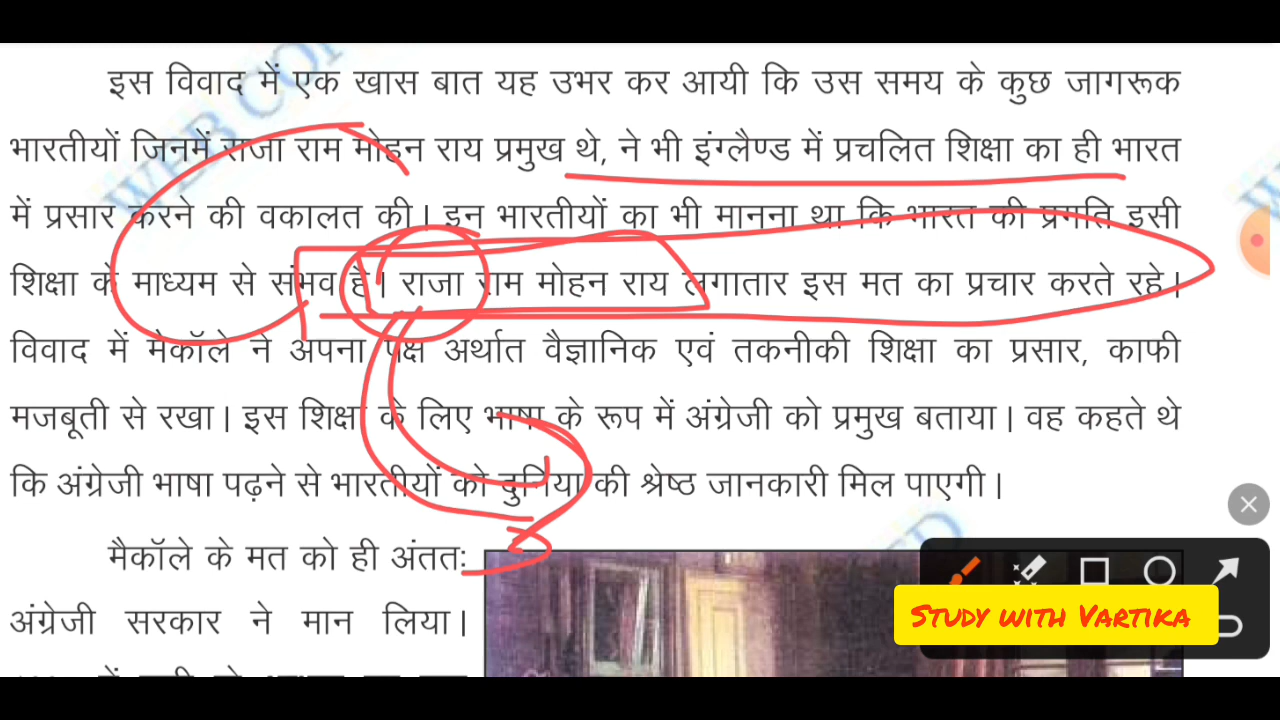 इस विवाद में एक खास बात यह उभर कर आयी कि उस समय के कुछ जागरूक
भारतीयों जिनमें राजा राम मोहन राय प्रमुख थे, ने भी इंग्लैण्ड में प्रचलित शिक्षा का ही भारत
में प्रसार करने की वकालत की। इन भारतीयों का भी मानना था कि भारत की प्रगति इसी
शिक्षा के माध्यम से संभव है। राजा राम मोहन राय लगातार इस मत का प्रचार करते रहे।
विवाद में मैकॉले ने अपना पक्ष अर्थात वैज्ञानिक एवं तकनीकी शिक्षा का प्रसार, काफी
मजबूती से रखा। इस शिक्षा के लिए भाषा के रूप में अंग्रेजी को प्रमुख बताया। वह कहते थे
कि अंग्रेजी भाषा पढ़ने से भारतीयों को दुनिया की श्रेष्ठ जानकारी मिल पाएगी।
मैकॉले के मत को ही अंततः
अंग्रेजी सरकार ने मान लिया।
STUDY WITH VARTIKA